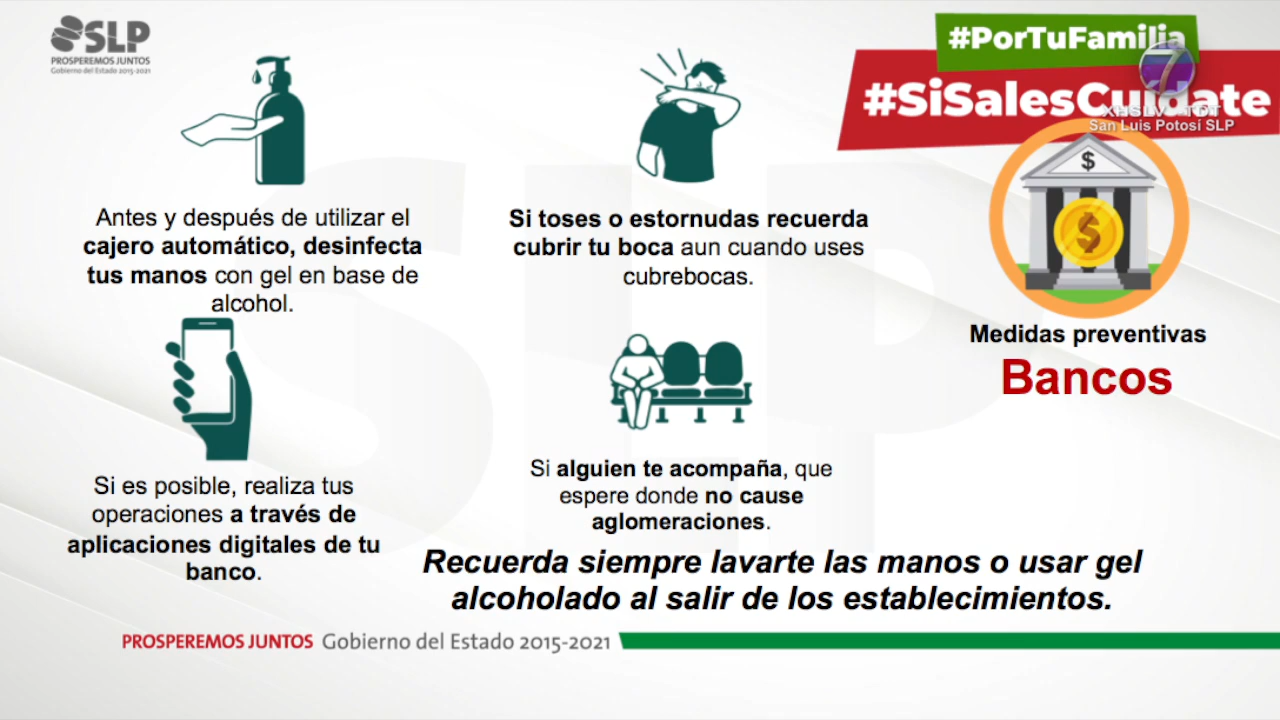 SLP
PROSPEREMOS JUNTOS
Gobierno del Estado 2015-2021
#PorTuFamilia
#SiSalesCuídate
7
XHSLV - TDT
San Luis Potosí SLP
$
$
Medidas preventivas
Bancos
Antes y después de utilizar el
cajero automático, desinfecta
tus manos con gel en base de
alcohol.
Si toses o estornudas recuerda
cubrir tu boca aun cuando uses
cubrebocas.
Si es posible, realiza tus
operaciones a través de
aplicaciones digitales de tu
banco.
Si alguien te acompaña, que
espere donde no cause
aglomeraciones.
Recuerda siempre lavarte las manos o usar gel
alcoholado al salir de los establecimientos.
PROSPEREMOS JUNTOS Gobierno del Estado 2015-2021